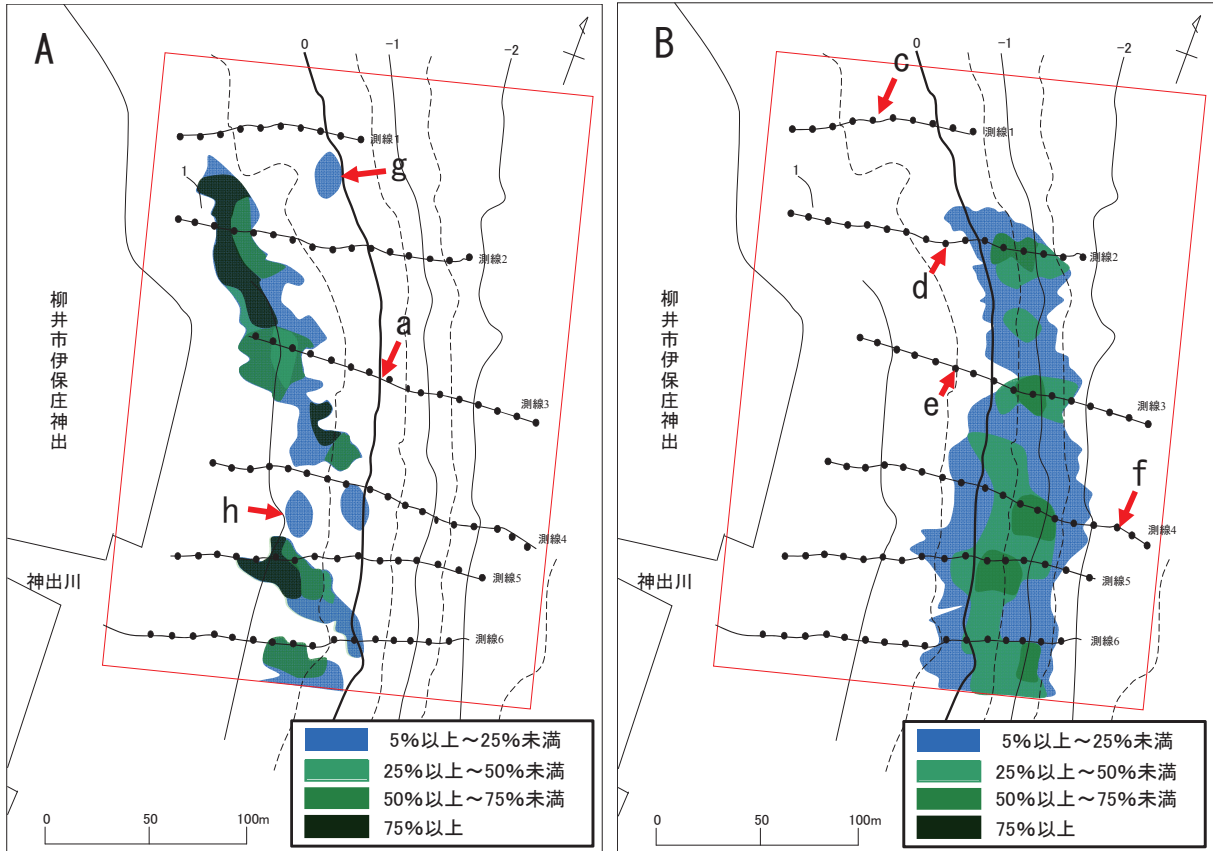 A
0
-1
-2
測線1
g
1
測線2
a
測線3
柳井市伊保庄神出
h
測線4
神出川
測線5
測線6
5%以上～25%未満
25%以上～50%未満
50%以上～75%未満
75%以上
0
50
100m
B
0
-1
-2
c
測線1
1
測線2
d
e
測線3
柳井市伊保庄神出
f
測線4
神出川
測線5
測線6
5%以上～25%未満
25%以上～50%未満
50%以上～75%未満
75%以上
0
50
100m